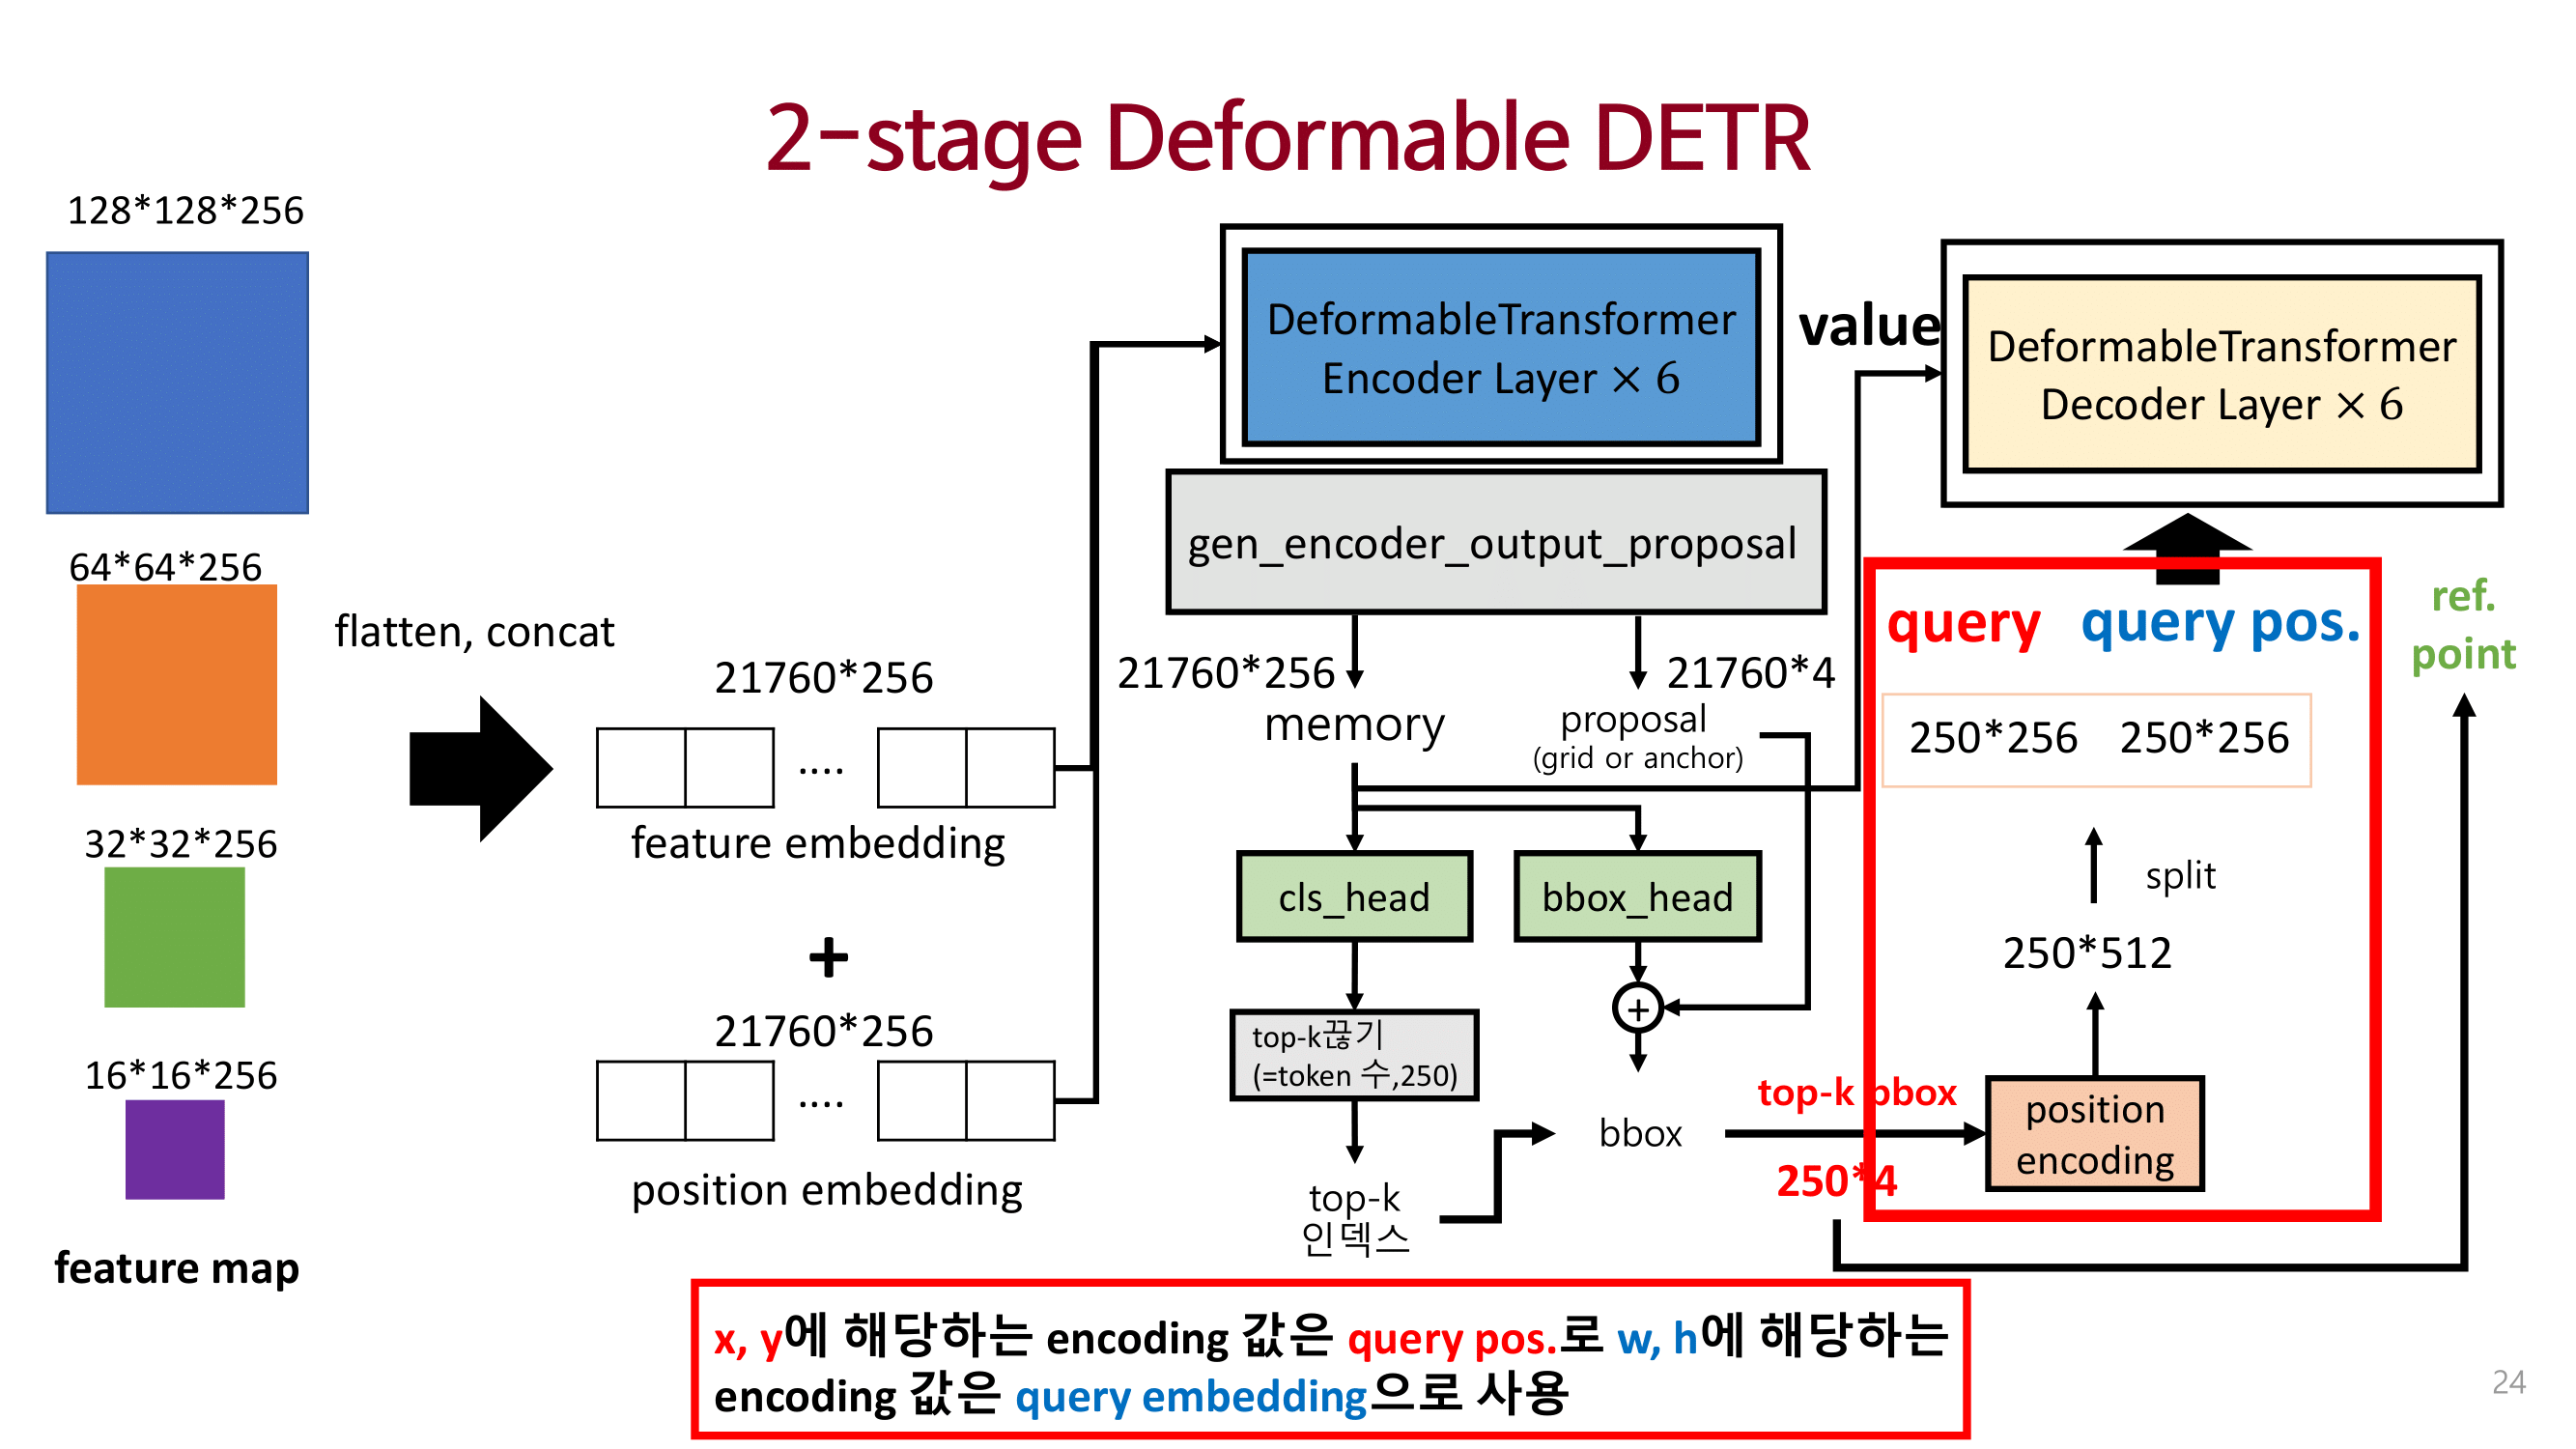 2-stage Deformable DETR
128*128*256
64*64*256
32*32*256
16*16*256
feature map
flatten, concat
21760*256
....
feature embedding
+
21760*256
....
position embedding
DeformableTransformer
Encoder Layer × 6
gen_encoder_output_proposal
21760*256
memory
21760*4
proposal
(grid or anchor)
cls_head
bbox_head
+
top-k끊기
(=token 수,250)
top-k
인덱스
bbox
top-k bbox
250*4
value
DeformableTransformer
Decoder Layer × 6
query query pos.
250*256 250*256
split
250*512
position
encoding
ref.
point
x, y에 해당하는 encoding 값은 query pos.로 w, h에 해당하는
encoding 값은 query embedding으로 사용
24